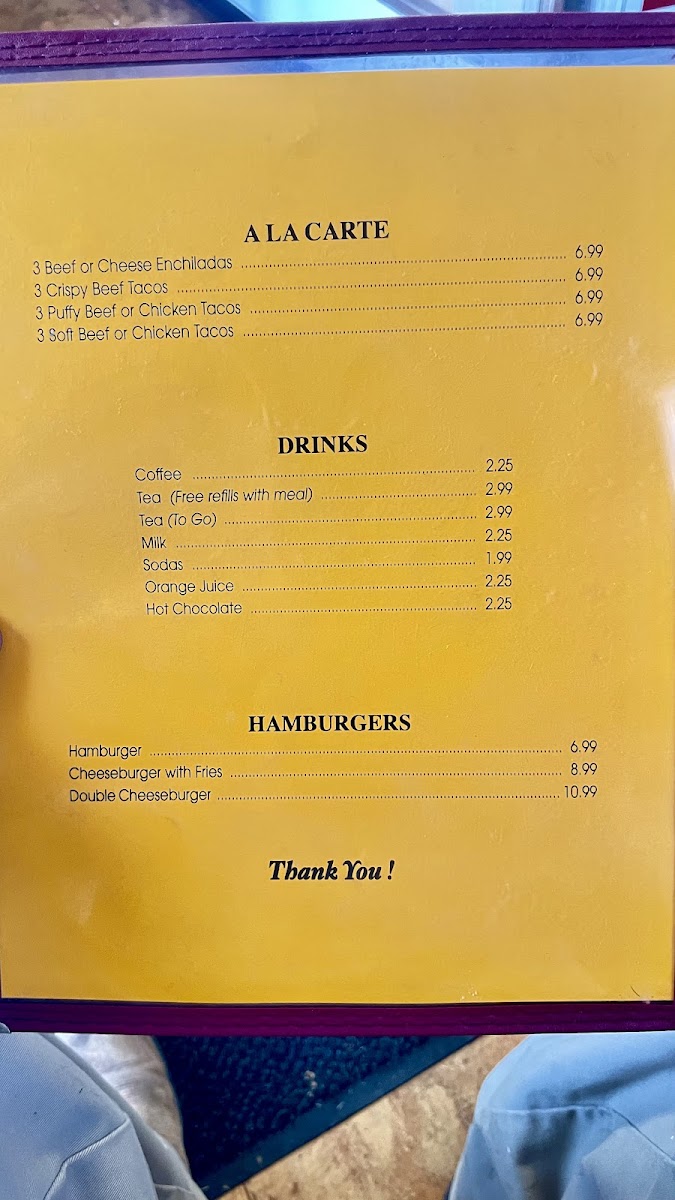 A LA CARTE
3 Beef or Cheese Enchiladas ........ 6.99
3 Crispy Beef Tacos ........ 6.99
3 Puffy Beef or Chicken Tacos ........ 6.99
3 Soft Beef or Chicken Tacos ........ 6.99
DRINKS
Coffee ........ 2.25
Tea (Free refills with meal) ........ 2.99
Tea (To Go) ........ 2.99
Milk ........ 2.25
Sodas ........ 1.99
Orange Juice ........ 2.25
Hot Chocolate ........ 2.25
HAMBURGERS
Hamburger ........ 6.99
Cheeseburger with Fries ........ 8.99
Double Cheeseburger ........ 10.99
Thank You !